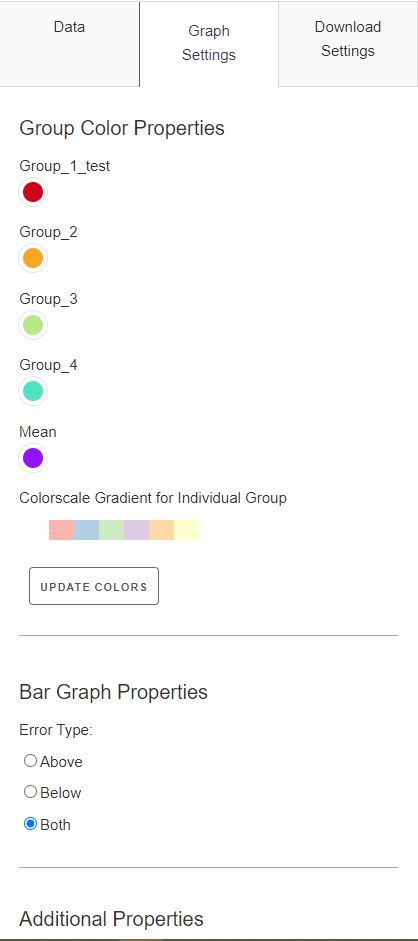 Data
Graph
Settings
Download
Settings
Group Color Properties
Group_1_test
Group_2
Group_3
Group_4
Mean
Colorscale Gradient for Individual Group
UPDATE COLORS
Bar Graph Properties
Error Type:
Above
Below
Both
Additional Properties